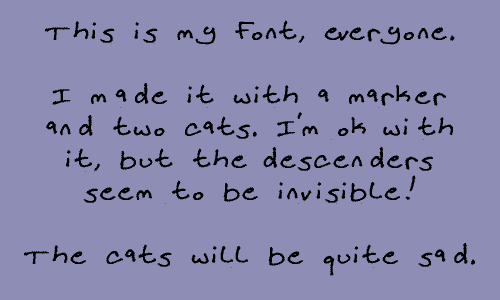 This is my font, everyone.
I made it with a marker
and two cats. I'm ok with
it, but the descenders
seem to be invisible!
The cats will be quite sad.